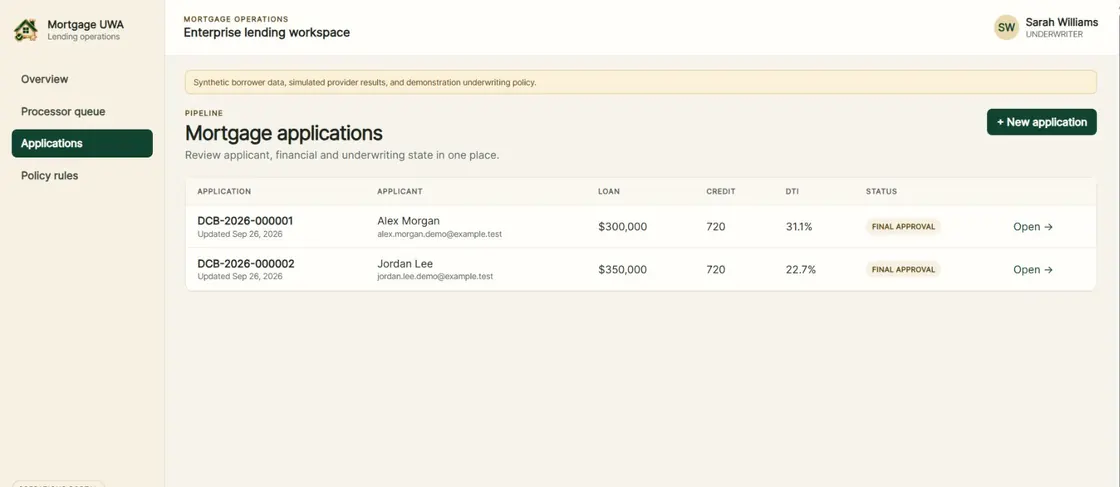 Mortgage UWA
Lending operations
Overview
Processor queue
Applications
Policy rules
MORTGAGE OPERATIONS
Enterprise lending workspace
SW
Sarah Williams
UNDERWRITER
Synthetic borrower data, simulated provider results, and demonstration underwriting policy.
PIPELINE
Mortgage applications
Review applicant, financial and underwriting state in one place.
+ New application
APPLICATION APPLICANT LOAN CREDIT DTI STATUS
DCB-2026-000001 Alex Morgan $300,000 720 31.1% FINAL APPROVAL Open →
Updated Sep 26, 2026 alex.morgan.demo@example.test
DCB-2026-000002 Jordan Lee $350,000 720 22.7% FINAL APPROVAL Open →
Updated Sep 26, 2026 jordan.lee.demo@example.test